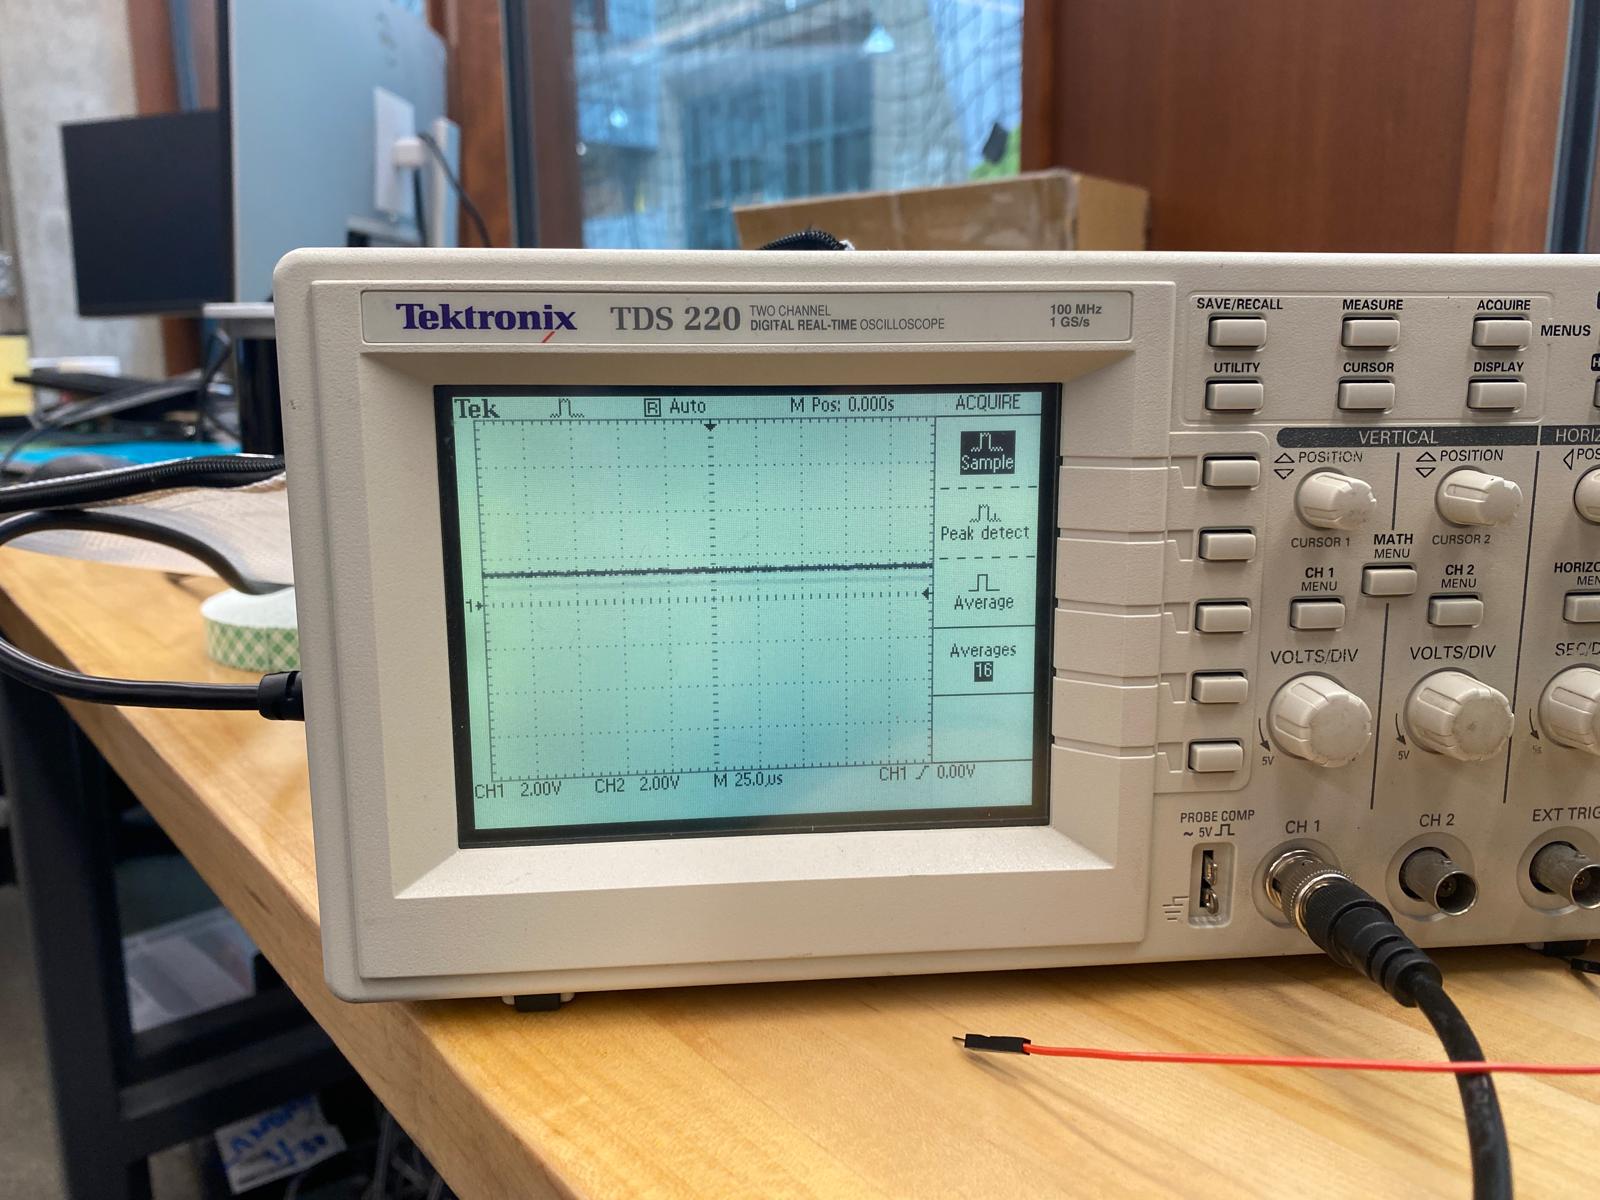 Tektronix TDS 220 TWO CHANNEL
DIGITAL REAL-TIME OSCILLOSCOPE
100 MHz
1 GS/s
Tek R Auto M Pos: 0.000s ACQUIRE
Sample
Peak detect
Average
Averages
16
1
CH1 2.00V CH2 2.00V M 25.0µs CH1 0.00V
SAVE/RECALL MEASURE ACQUIRE
MENUS
UTILITY CURSOR DISPLAY
VERTICAL
POSITION POSITION
CURSOR 1 CURSOR 2
MATH
MENU
CH 1
MENU
CH 2
MENU
VOLTS/DIV VOLTS/DIV
5V 5V
PROBE COMP
~ 5V
CH 1 CH 2 EXT TRIG